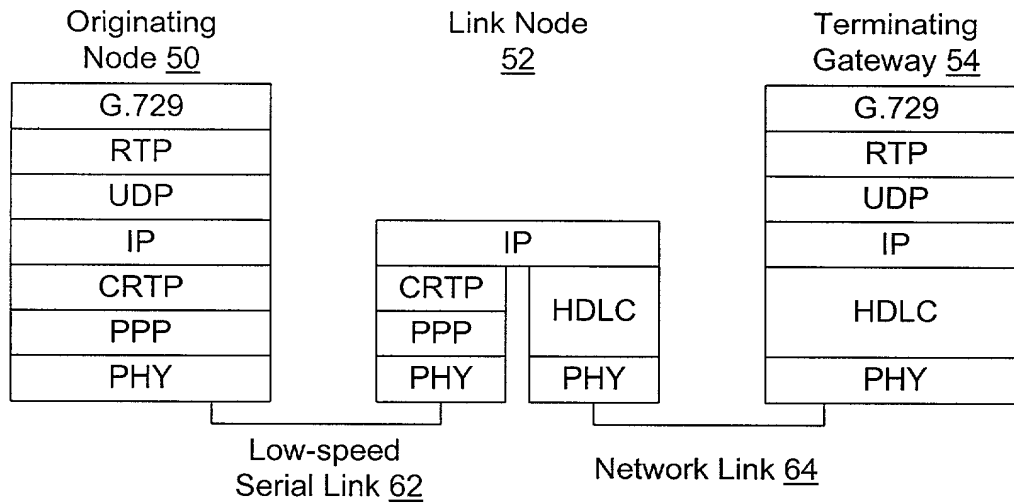 Originating
Node 50
G.729
RTP
UDP
IP
CRTP
PPP
PHY
Link Node
52
IP
CRTP
PPP
PHY
HDLC
PHY
Terminating
Gateway 54
G.729
RTP
UDP
IP
HDLC
PHY
Low-speed
Serial Link 62
Network Link 64